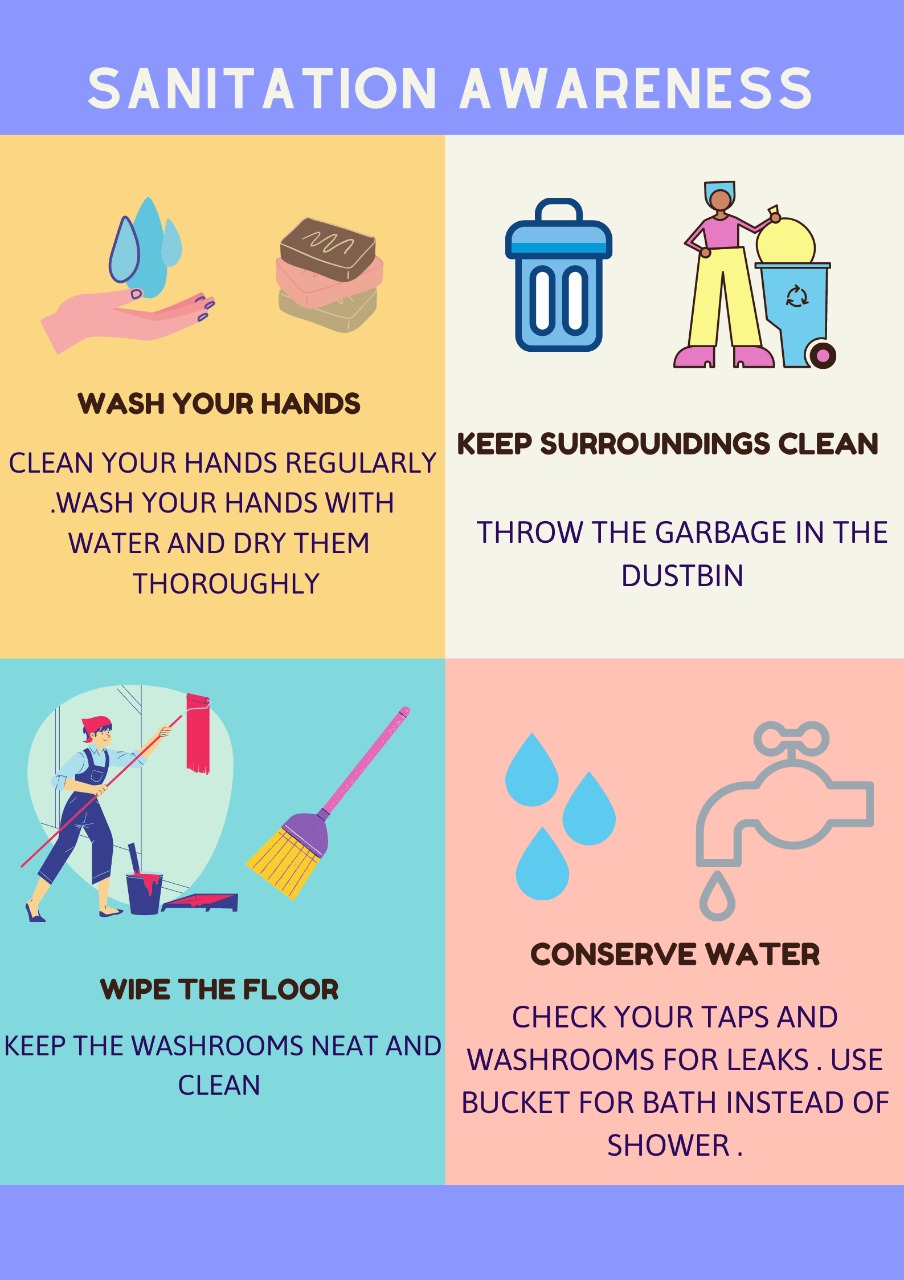 SANITATION AWARENESS
WASH YOUR HANDS
CLEAN YOUR HANDS REGULARLY
.WASH YOUR HANDS WITH
WATER AND DRY THEM
THOROUGHLY
KEEP SURROUNDINGS CLEAN
THROW THE GARBAGE IN THE
DUSTBIN
WIPE THE FLOOR
KEEP THE WASHROOMS NEAT AND
CLEAN
CONSERVE WATER
CHECK YOUR TAPS AND
WASHROOMS FOR LEAKS . USE
BUCKET FOR BATH INSTEAD OF
SHOWER .